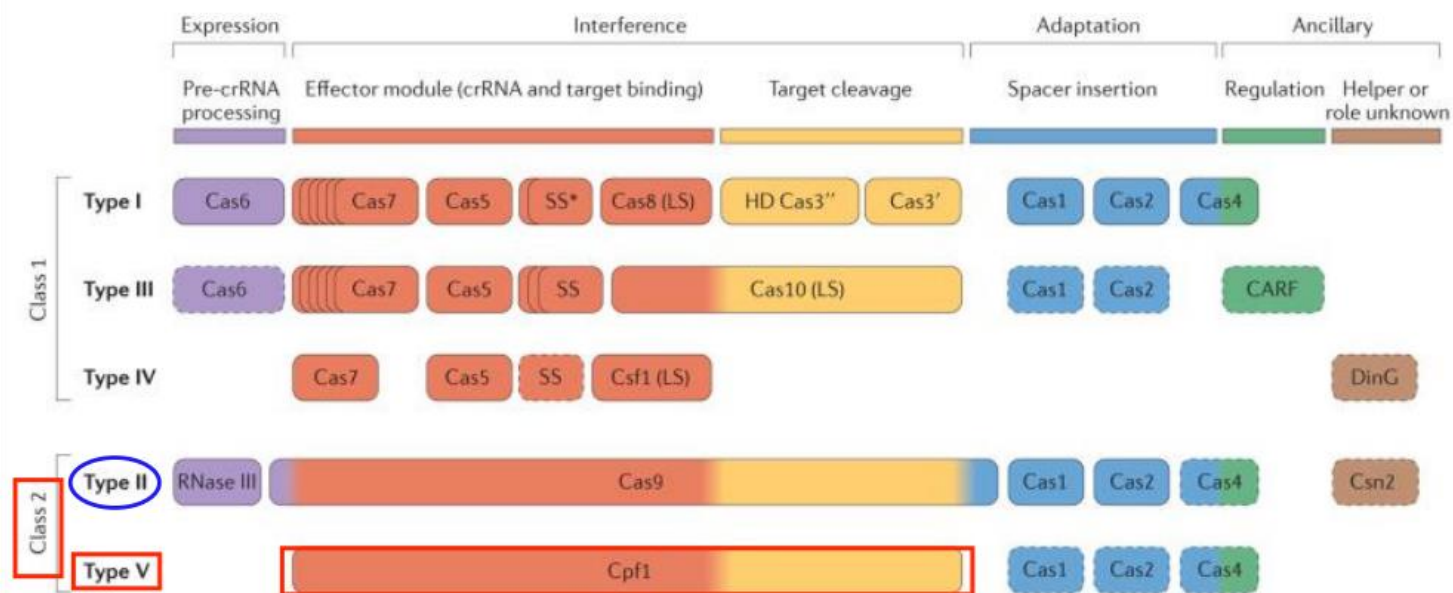 Expression Interference Adaptation Ancillary
Pre-crRNA processing Effector module (crRNA and target binding) Target cleavage Spacer insertion Regulation Helper or role unknown
Class 1
Type I Cas6 Cas7 Cas5 SS* Cas8 (LS) HD Cas3′′ Cas3′ Cas1 Cas2 Cas4
Type III Cas6 Cas7 Cas5 SS Cas10 (LS) Cas1 Cas2 CARF
Type IV Cas7 Cas5 SS Csf1 (LS) DinG
Class 2
Type II RNase III Cas9 Cas1 Cas2 Cas4 Csn2
Type V Cpf1 Cas1 Cas2 Cas4